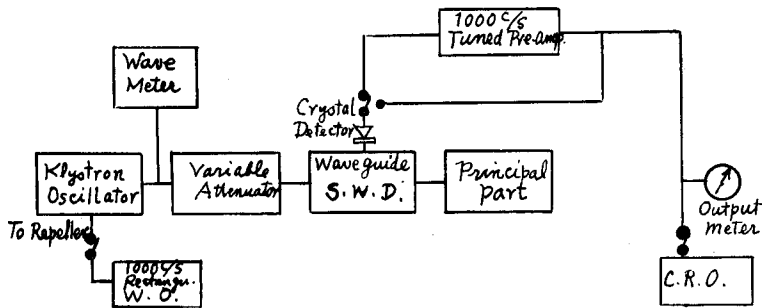 1000 C/S
Tuned Pre-Amp.
Wave
Meter
Crystal
Detector
Klystron
Oscillator
Variable
Attenuator
Waveguide
S.W.D.
Principal
part
Output
meter
To Repeller
1000 C/S
Rectangu.
W. O.
C.R.O.